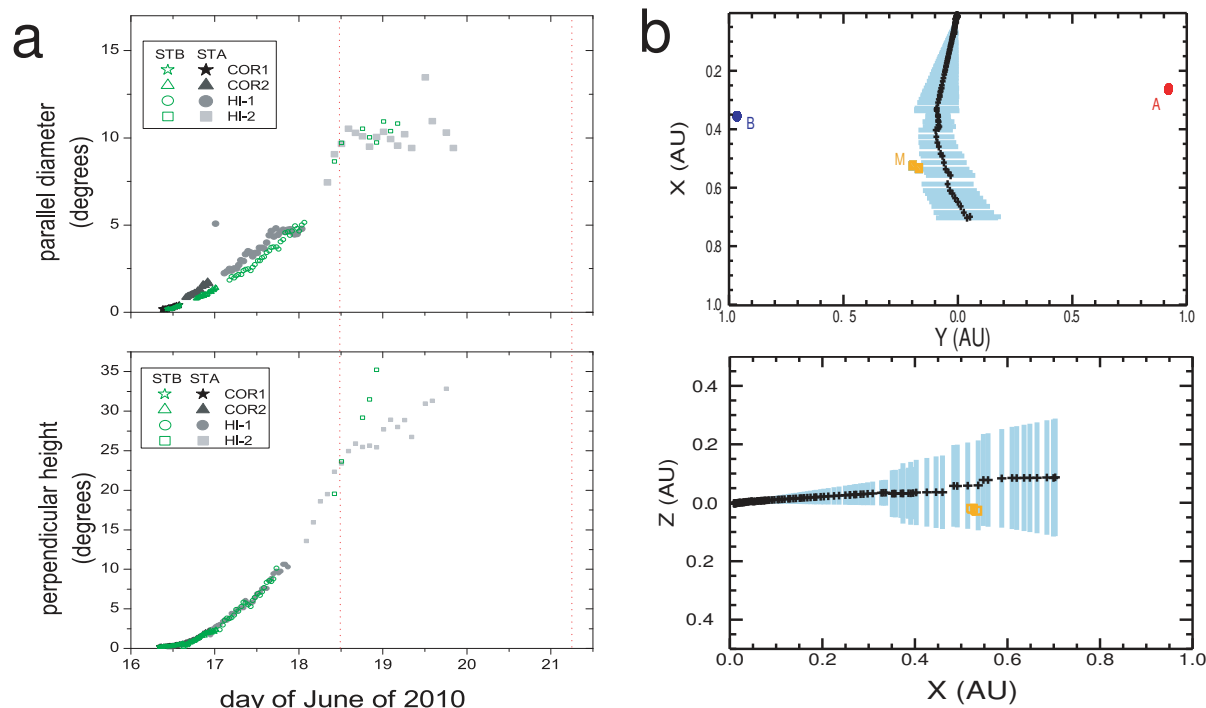 a
parallel diameter
(degrees)
15
10
5
0
STB STA
COR1
COR2
HI-1
HI-2
perpendicular height
(degrees)
35
30
25
20
15
10
5
0
STB STA
COR1
COR2
HI-1
HI-2
16 17 18 19 20 21
day of June of 2010
b
X (AU)
0.2
0.4
0.6
0.8
1.0
A
B
M
1.0 0. 5 0.0 0.5 1.0
Y (AU)
Z (AU)
0.4
0.2
0.0
0.2
0.4
0.0 0.2 0.4 0.6 0.8 1.0
X (AU)